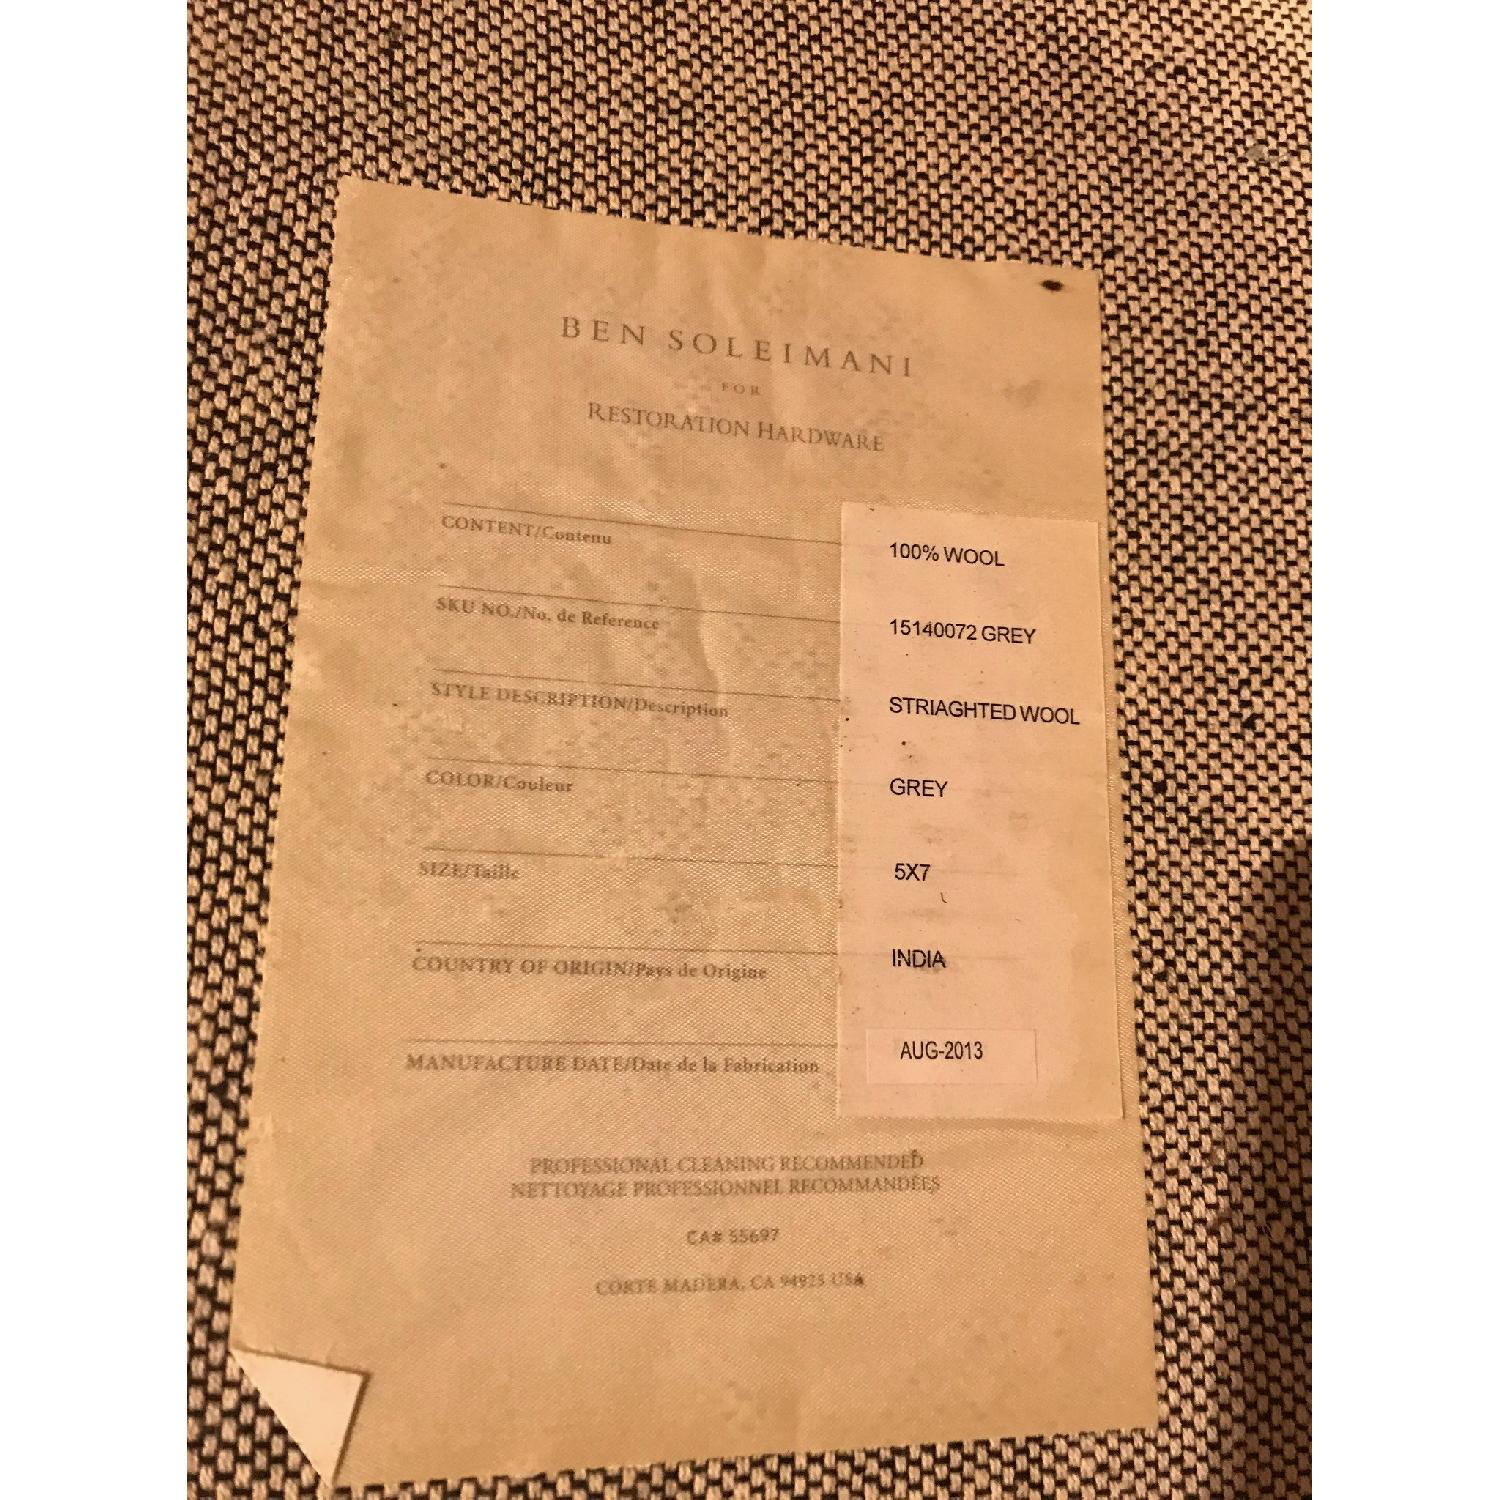 BEN SOLEIMANI
FOR
RESTORATION HARDWARE
CONTENT/Contenu 100% WOOL
SKU NO./No. de Reference 15140072 GREY
STYLE DESCRIPTION/Description STRIAGHTED WOOL
COLOR/Couleur GREY
SIZE/Taille 5X7
COUNTRY OF ORIGIN/Pays de Origine INDIA
MANUFACTURE DATE/Date de la Fabrication AUG-2013
PROFESSIONAL CLEANING RECOMMENDED
NETTOYAGE PROFESSIONNEL RECOMMANDÉES
CA# 55697
CORTE MADERA, CA 94925 USA